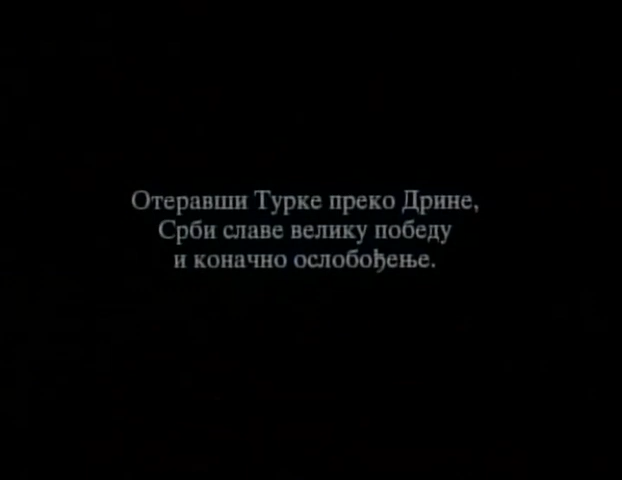 Отеравши Турке преко Дрине,
Срби славе велику победу
и коначно ослобођење.